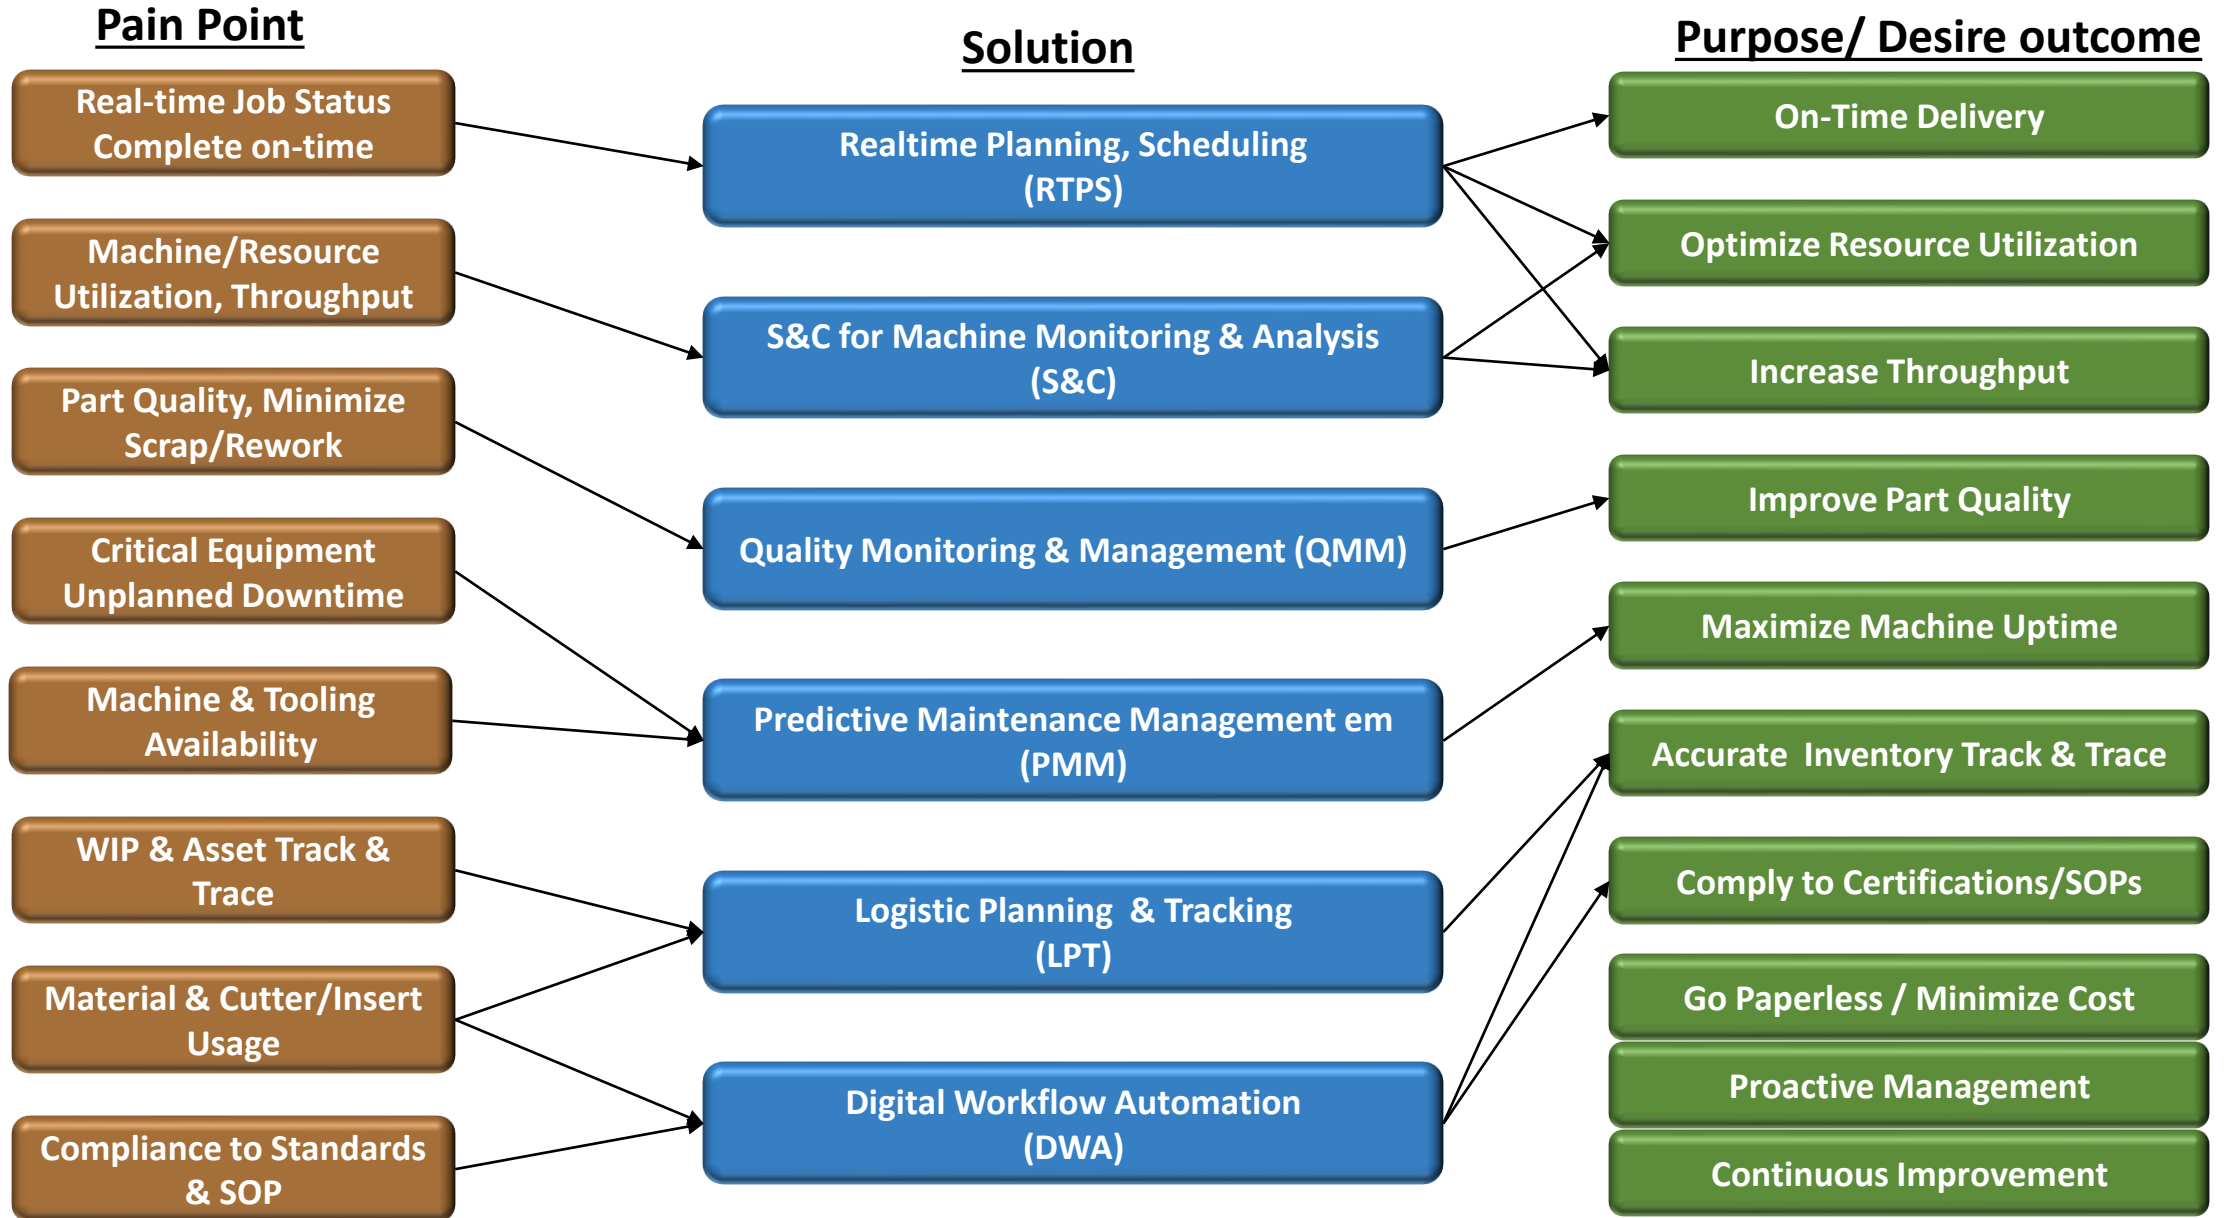 Pain Point
Real-time Job Status
Complete on-time
Machine/Resource
Utilization, Throughput
Part Quality, Minimize
Scrap/Rework
Critical Equipment
Unplanned Downtime
Machine & Tooling
Availability
WIP & Asset Track &
Trace
Material & Cutter/Insert
Usage
Compliance to Standards
& SOP
Solution
Realtime Planning, Scheduling
(RTPS)
S&C for Machine Monitoring & Analysis
(S&C)
Quality Monitoring & Management (QMM)
Predictive Maintenance Management em
(PMM)
Logistic Planning  & Tracking
(LPT)
Digital Workflow Automation
(DWA)
Purpose/ Desire outcome
On-Time Delivery
Optimize Resource Utilization
Increase Throughput
Improve Part Quality
Maximize Machine Uptime
Accurate  Inventory Track & Trace
Comply to Certifications/SOPs
Go Paperless / Minimize Cost
Proactive Management
Continuous Improvement